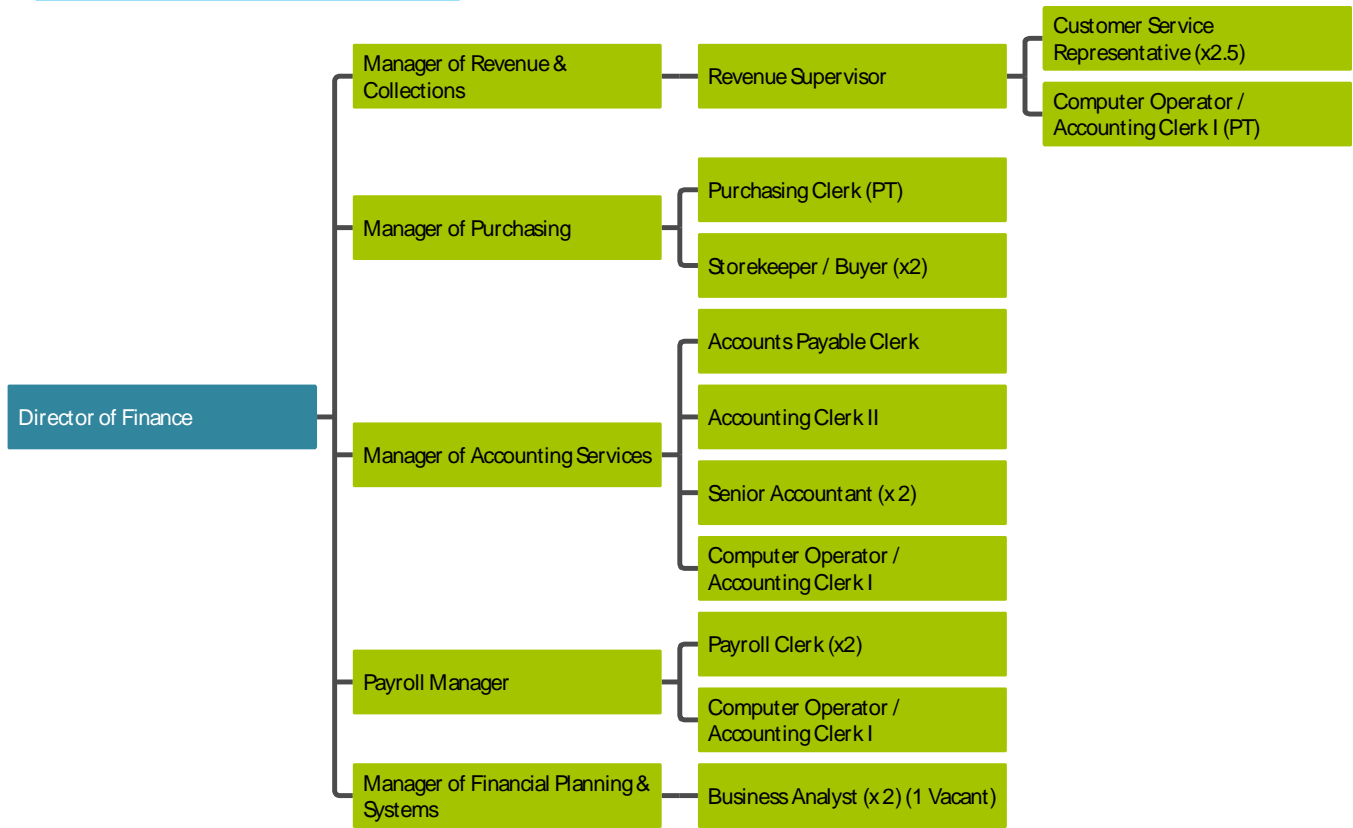 Director of Finance
Manager of Revenue &
Collections
Revenue Supervisor
Customer Service
Representative (x2.5)
Computer Operator /
Accounting Clerk I (PT)
Manager of Purchasing
Purchasing Clerk (PT)
Storekeeper / Buyer (x2)
Manager of Accounting Services
Accounts Payable Clerk
Accounting Clerk II
Senior Accountant (x 2)
Computer Operator /
Accounting Clerk I
Payroll Manager
Payroll Clerk (x2)
Computer Operator /
Accounting Clerk I
Manager of Financial Planning &
Systems
Business Analyst (x 2) (1 Vacant)